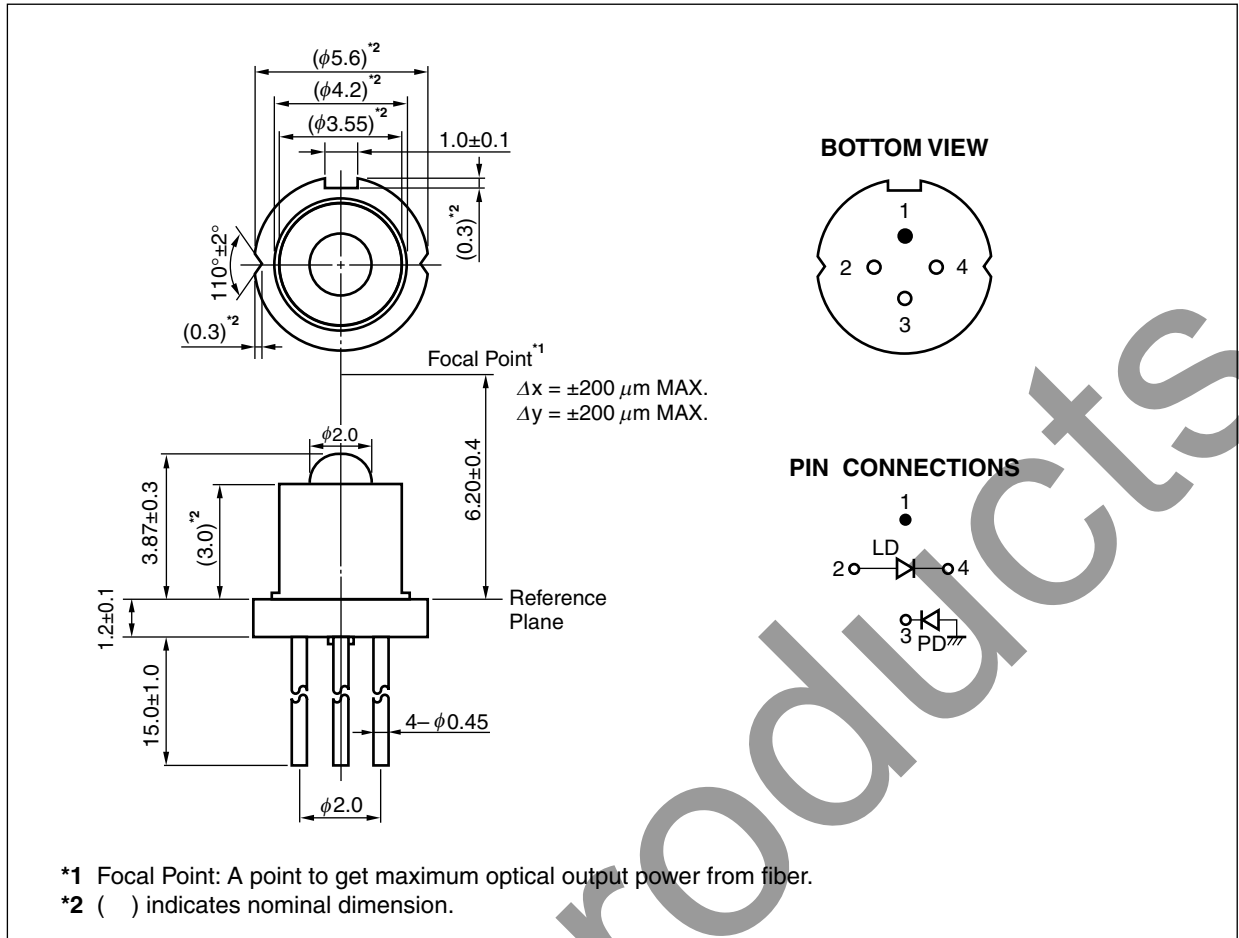 (φ5.6)*2
(φ4.2)*2
(φ3.55)*2
1.0±0.1
(0.3)*2
110°±2°
(0.3)*2
Focal Point*1
Δx = ±200 μm MAX.
Δy = ±200 μm MAX.
φ2.0
3.87±0.3
(3.0)*2
6.20±0.4
1.2±0.1
Reference
Plane
15.0±1.0
4–φ0.45
φ2.0
BOTTOM VIEW
1
2
4
3
PIN CONNECTIONS
1
LD
2
4
3
PD
*1 Focal Point: A point to get maximum optical output power from fiber.
*2 ( ) indicates nominal dimension.
roducts